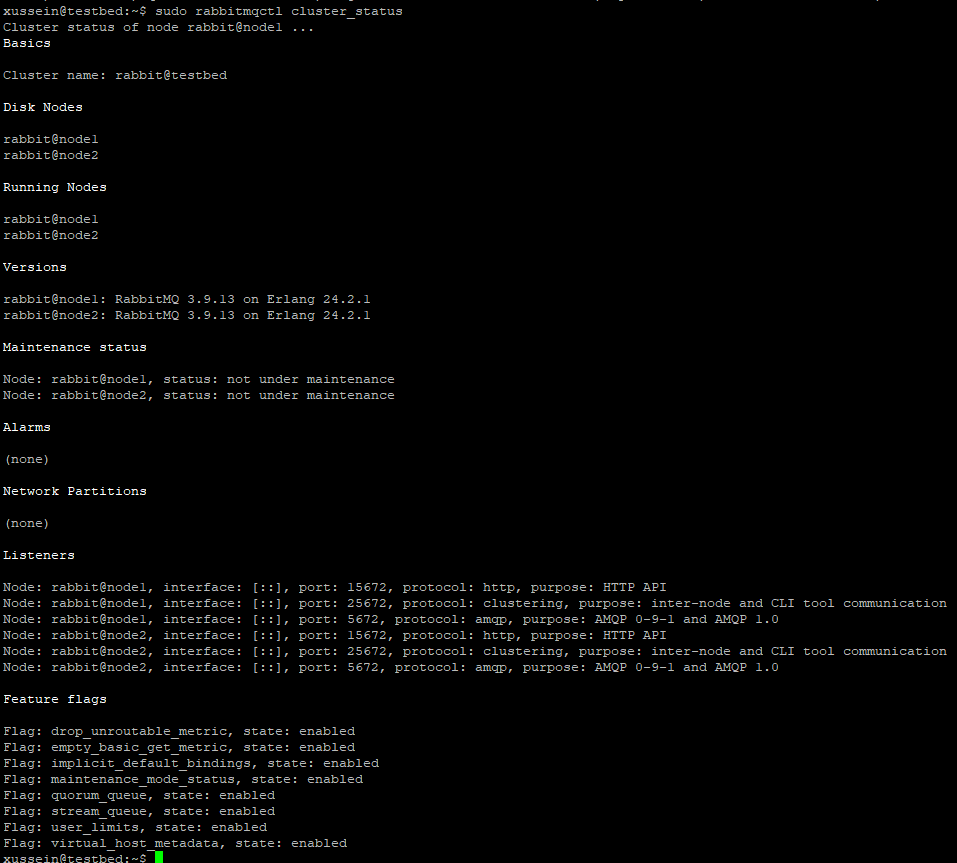 xussein@testbed:~$ sudo rabbitmqctl cluster_status
Cluster status of node rabbit@node1 ...
Basics
Cluster name: rabbit@testbed
Disk Nodes
rabbit@node1
rabbit@node2
Running Nodes
rabbit@node1
rabbit@node2
Versions
rabbit@node1: RabbitMQ 3.9.13 on Erlang 24.2.1
rabbit@node2: RabbitMQ 3.9.13 on Erlang 24.2.1
Maintenance status
Node: rabbit@node1, status: not under maintenance
Node: rabbit@node2, status: not under maintenance
Alarms
(none)
Network Partitions
(none)
Listeners
Node: rabbit@node1, interface: [::], port: 15672, protocol: http, purpose: HTTP API
Node: rabbit@node1, interface: [::], port: 25672, protocol: clustering, purpose: inter-node and CLI tool communication
Node: rabbit@node1, interface: [::], port: 5672, protocol: amqp, purpose: AMQP 0-9-1 and AMQP 1.0
Node: rabbit@node2, interface: [::], port: 15672, protocol: http, purpose: HTTP API
Node: rabbit@node2, interface: [::], port: 25672, protocol: clustering, purpose: inter-node and CLI tool communication
Node: rabbit@node2, interface: [::], port: 5672, protocol: amqp, purpose: AMQP 0-9-1 and AMQP 1.0
Feature flags
Flag: drop_unroutable_metric, state: enabled
Flag: empty_basic_get_metric, state: enabled
Flag: implicit_default_bindings, state: enabled
Flag: maintenance_mode_status, state: enabled
Flag: quorum_queue, state: enabled
Flag: stream_queue, state: enabled
Flag: user_limits, state: enabled
Flag: virtual_host_metadata, state: enabled
xussein@testbed:~$